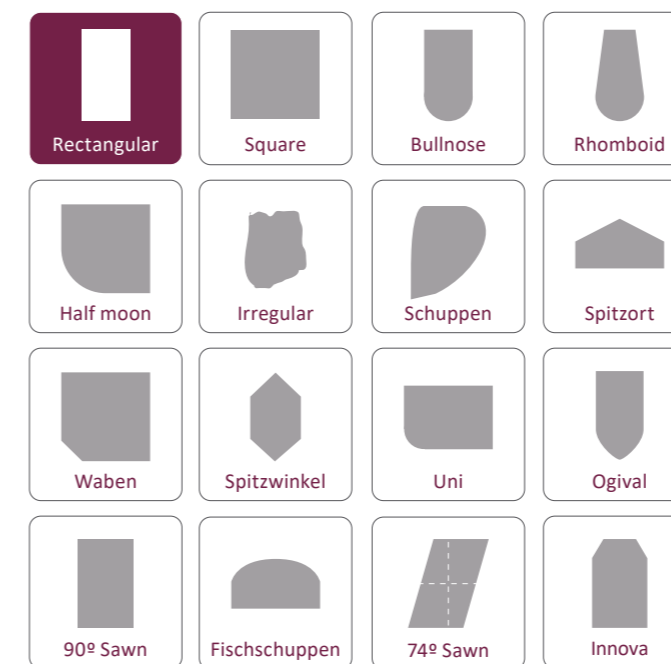 Rectangular
Square
Bullnose
Rhomboid
Half moon
Irregular
Schuppen
Spitzort
Waben
Spitzwinkel
Uni
Ogival
90º Sawn
Fischschuppen
74º Sawn
Innova